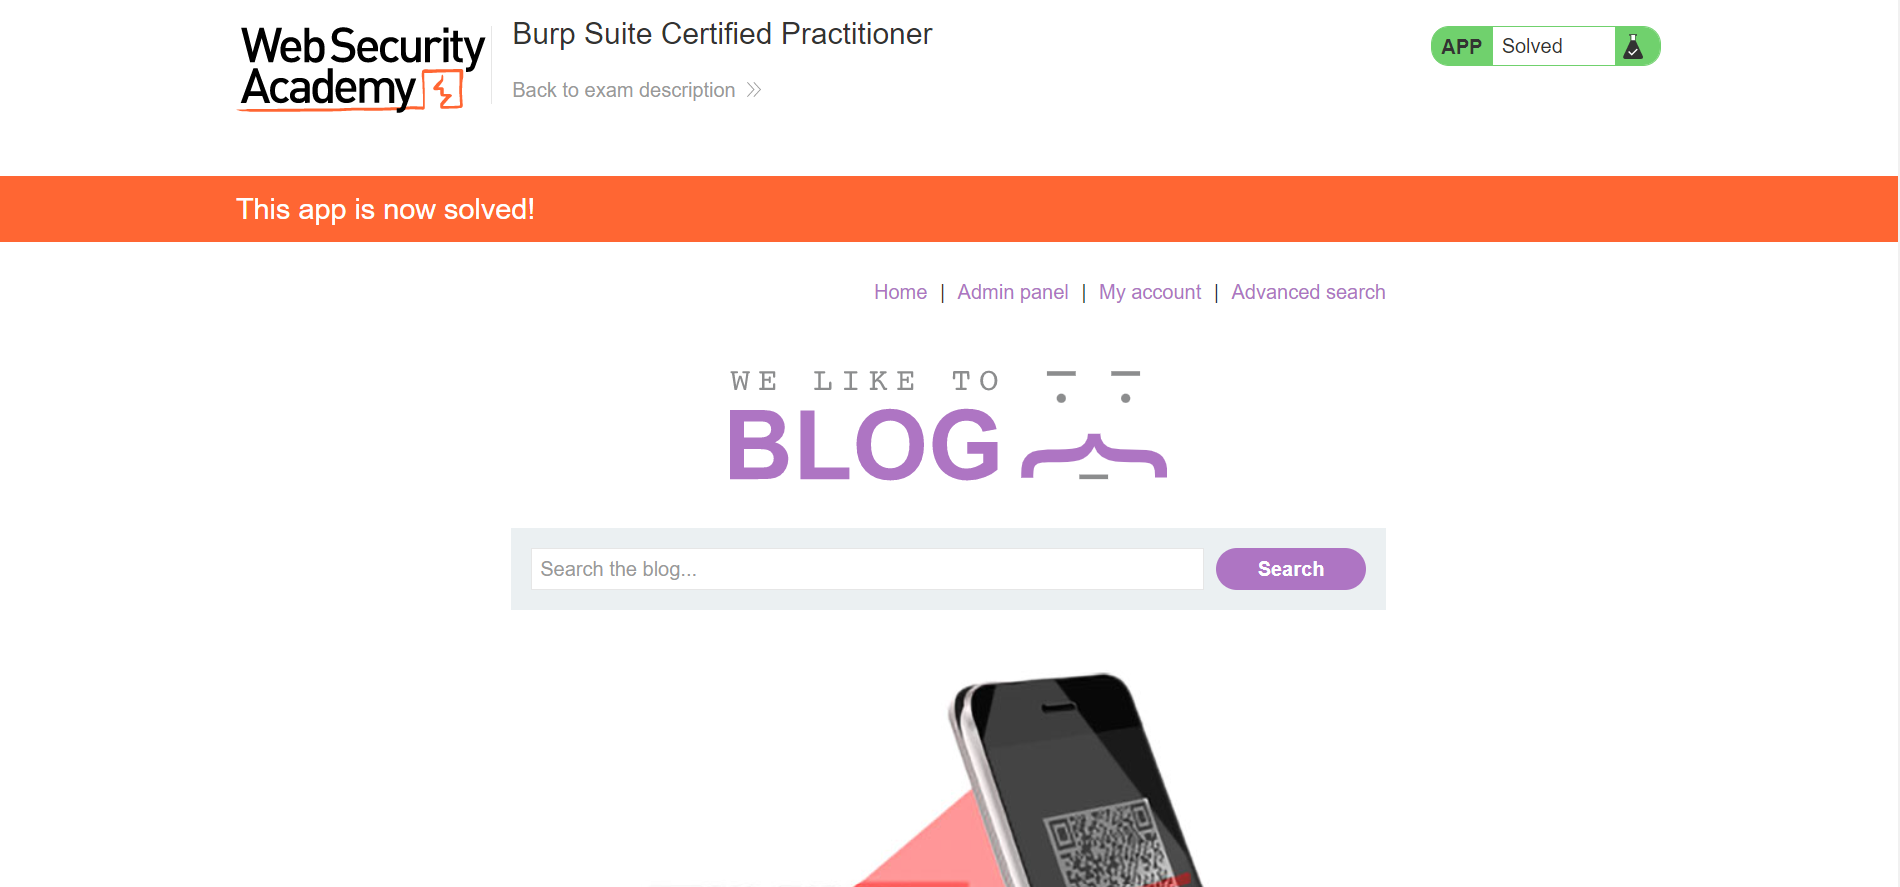 Web Security
Academy
Burp Suite Certified Practitioner
Back to exam description
APP Solved
This app is now solved!
Home | Admin panel | My account | Advanced search
WE LIKE TO
BLOG
Search the blog...
Search